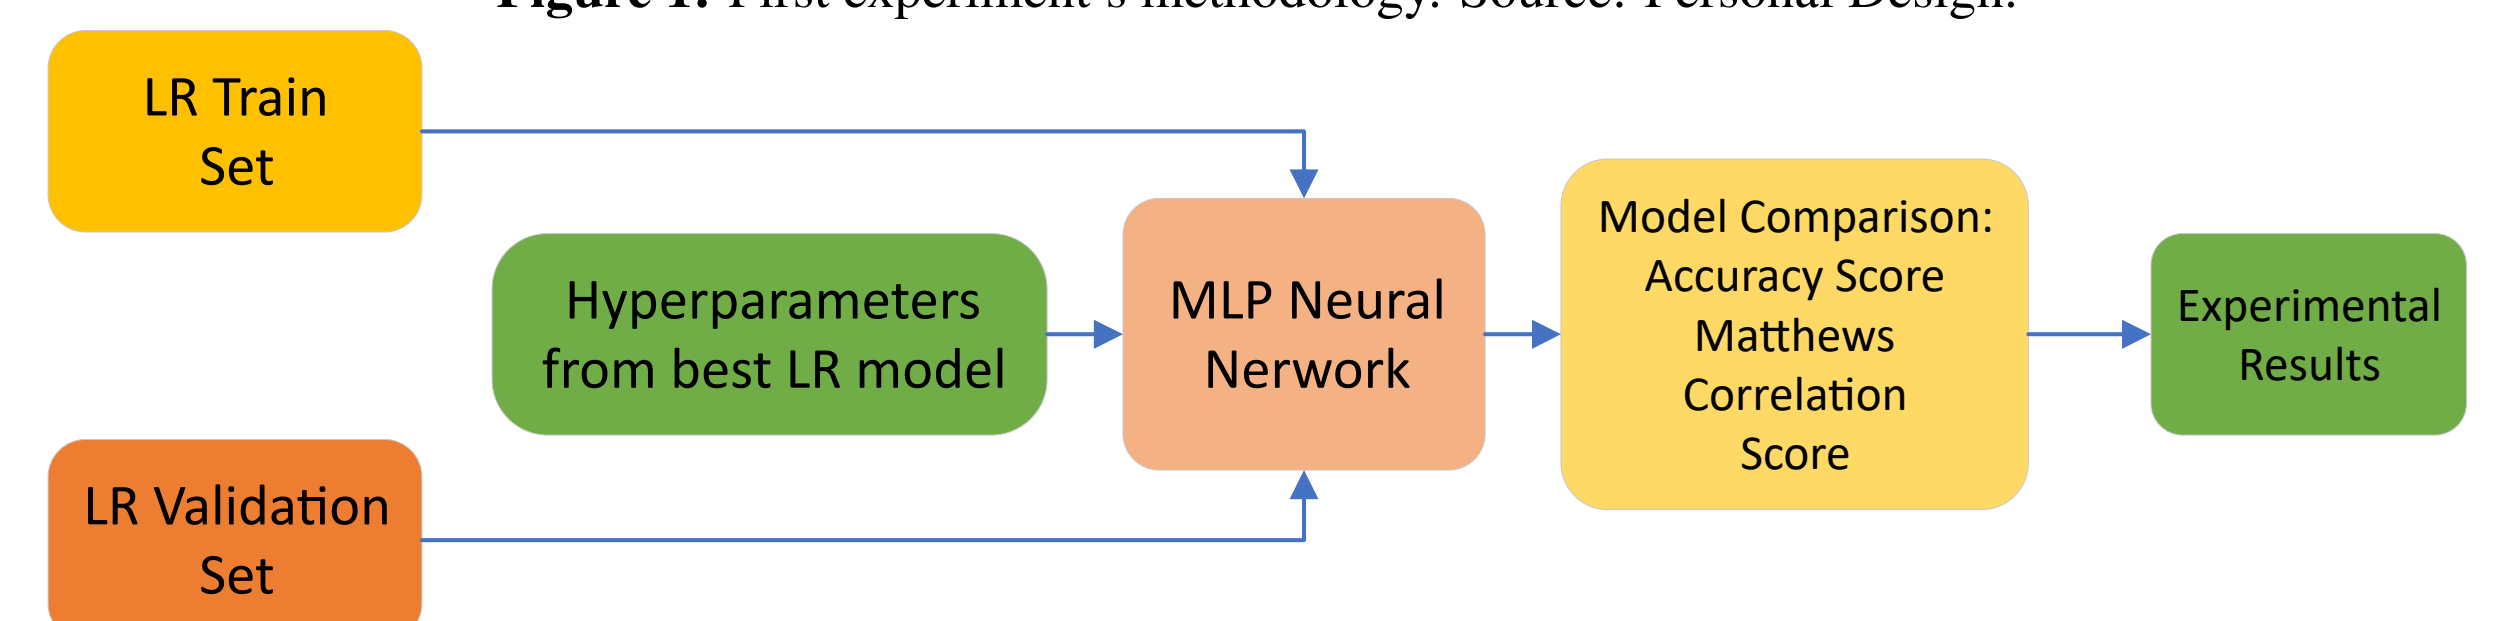 LR Train
Set
Hyperparameters
from best LR model
LR Validation
Set
MLP Neural
Nerwork
Model Comparison:
Accuracy Score
Matthews
Correlation
Score
Experimental
Results